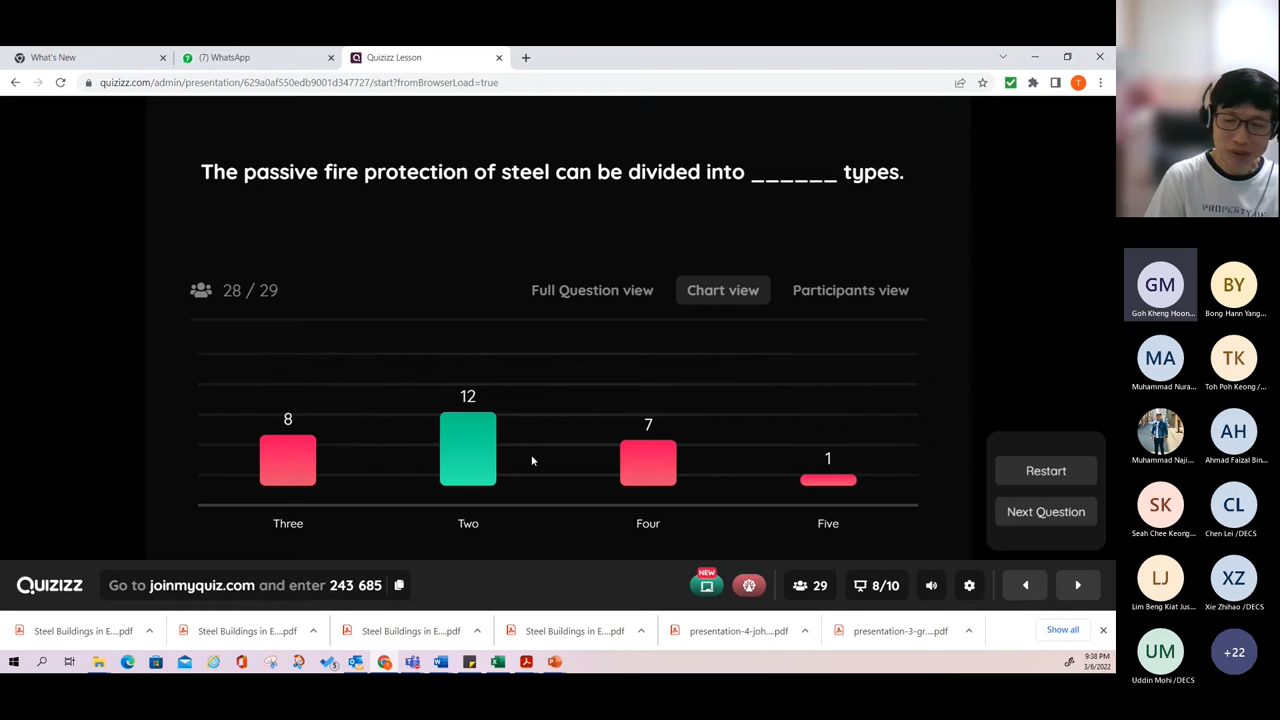 What's New
(7) WhatsApp
Quizizz Lesson
quizizz.com/admin/presentation/629a0af550edb9001d347727/start?fromBrowserLoad=true
T
The passive fire protection of steel can be divided into ______ types.
28 / 29
Full Question view
Chart view
Participants view
8
12
7
1
Three
Two
Four
Five
Restart
Next Question
QUIZIZZ
Go to joinmyquiz.com and enter 243 685
NEW
29
8/10
Steel Buildings in E....pdf
Steel Buildings in E....pdf
Steel Buildings in E....pdf
Steel Buildings in E....pdf
presentation-4-joh....pdf
presentation-3-gr....pdf
Show all
9:38 PM
3/6/2022
PROPERTY
GM
Goh Kheng Hoon...
BY
Bong Hann Yang...
MA
Muhammad Nura...
TK
Toh Poh Keong /...
Muhammad Naji...
AH
Ahmad Faizal Bin...
SK
Seah Chee Keong...
CL
Chen Lei /DECS
LJ
Lim Beng Kiat Jus...
XZ
Xie Zhihao /DECS
UM
Uddin Mohi /DECS
+22